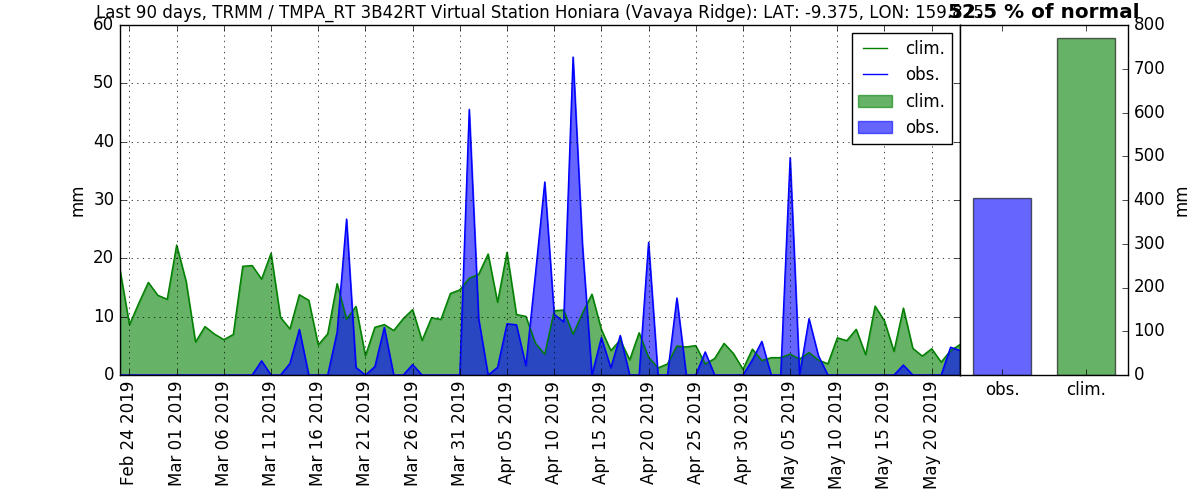 Last 90 days, TRMM / TMPA_RT 3B42RT Virtual Station Honiara (Vavaya Ridge): LAT: -9.375, LON: 159
52.5 % of normal
60
50
40
30
20
10
0
mm
clim.
obs.
clim.
obs.
800
700
600
500
400
300
200
100
0
mm
Feb 24 2019
Mar 01 2019
Mar 06 2019
Mar 11 2019
Mar 16 2019
Mar 21 2019
Mar 26 2019
Mar 31 2019
Apr 05 2019
Apr 10 2019
Apr 15 2019
Apr 20 2019
Apr 25 2019
Apr 30 2019
May 05 2019
May 10 2019
May 15 2019
May 20 2019
obs.
clim.